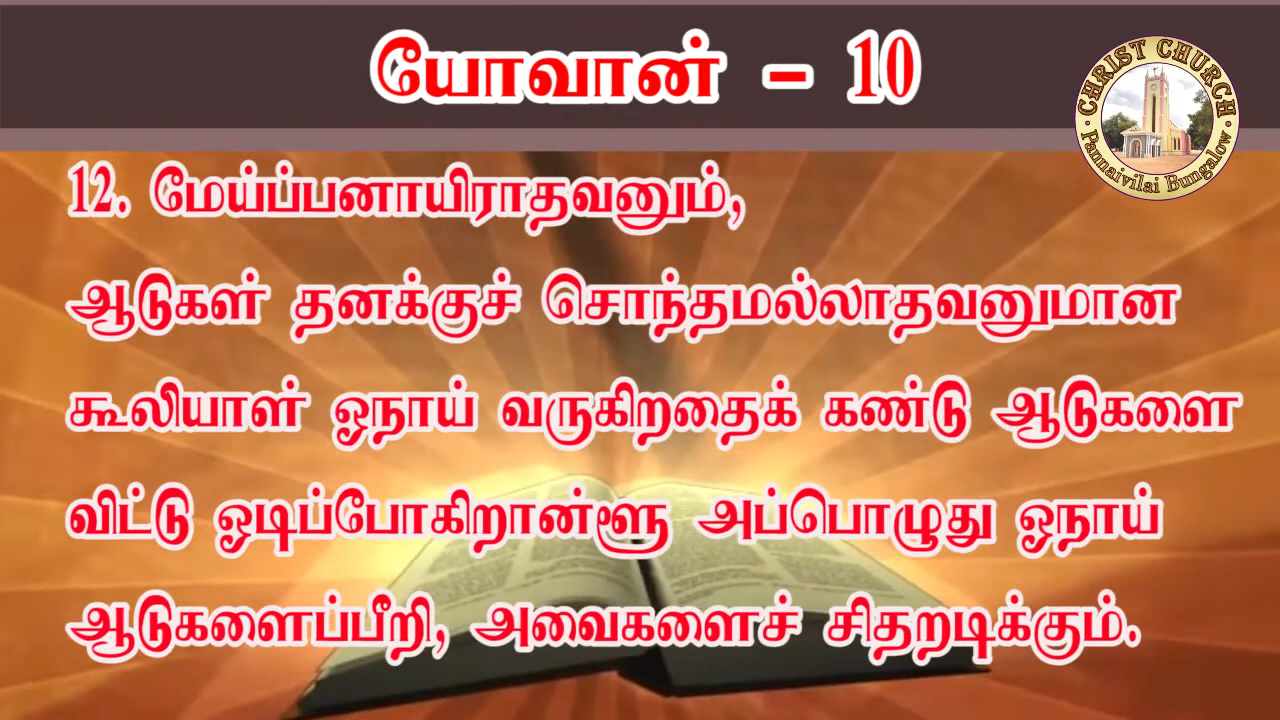 யோவான் - 10
CHRIST CHURCH
Pannaivilai Bungalow
12. மேய்ப்பனாயிராதவனும்,
ஆடுகள் தனக்குச் சொந்தமல்லாதவனுமான
கூலியாள் ஓநாய் வருகிறதைக் கண்டு ஆடுகளை
விட்டு ஓடிப்போகிறான்ளூ அப்பொழுது ஓநாய்
ஆடுகளைப்பீறி, அவைகளைச் சிதறடிக்கும்.